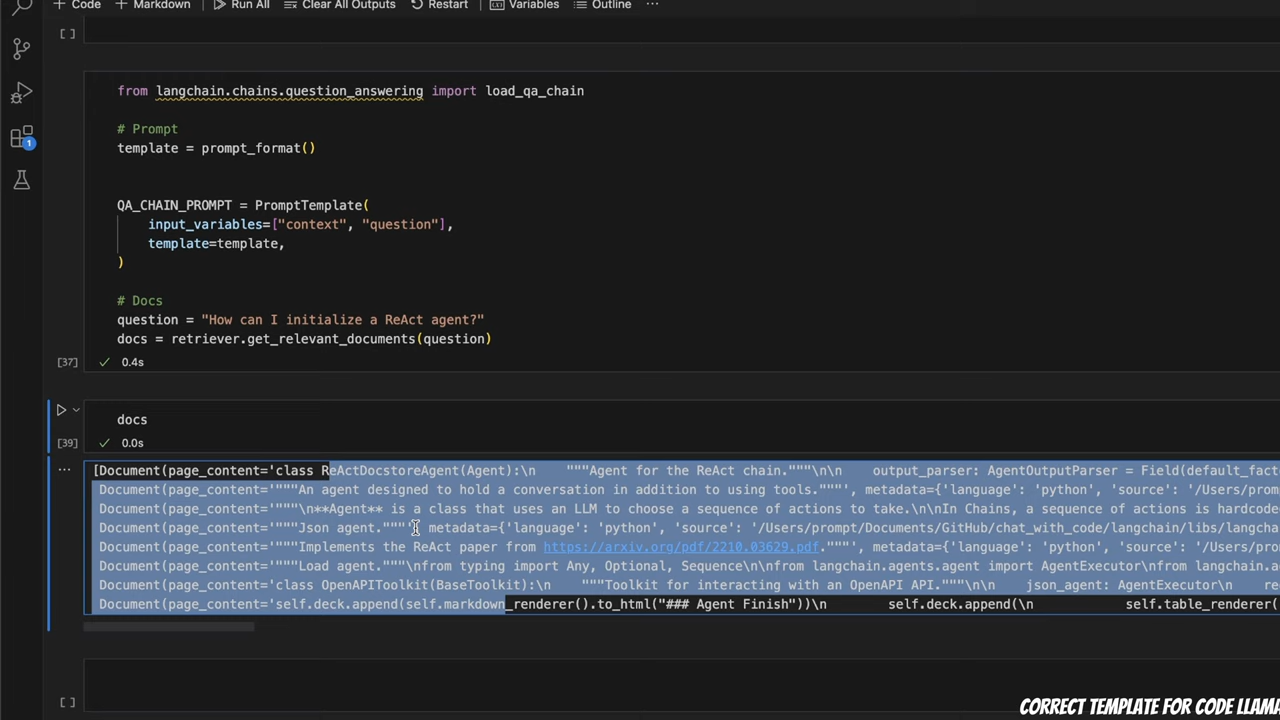 + Code + Markdown Run All Clear All Outputs Restart Variables Outline ...
[ ]
from langchain.chains.question_answering import load_qa_chain
# Prompt
template = prompt_format()
QA_CHAIN_PROMPT = PromptTemplate(
input_variables=["context", "question"],
template=template,
)
# Docs
question = "How can I initialize a ReAct agent?"
docs = retriever.get_relevant_documents(question)
[37] 0.4s
1
docs
[39] 0.0s
[Document(page_content='class ReActDocstoreAgent(Agent):\n """Agent for the ReAct chain."""\n\n output_parser: AgentOutputParser = Field(default_fact
Document(page_content='"""An agent designed to hold a conversation in addition to using tools."""', metadata={'language': 'python', 'source': '/Users/prompt
Document(page_content='"""\n**Agent** is a class that uses an LLM to choose a sequence of actions to take.\n\nIn Chains, a sequence of actions is hardcode
Document(page_content='"""Json agent."""', metadata={'language': 'python', 'source': '/Users/prompt/Documents/GitHub/chat_with_code/langchain/libs/langch
Document(page_content='"""Implements the ReAct paper from https://arxiv.org/pdf/2210.03629.pdf."""', metadata={'language': 'python', 'source': '/Users/pro
Document(page_content='"""Load agent."""\nfrom typing import Any, Optional, Sequence\n\nfrom langchain.agents.agent import AgentExecutor\nfrom langchain.a
Document(page_content='class OpenAPIToolkit(BaseToolkit):\n """Toolkit for interacting with an OpenAPI API."""\n\n json_agent: AgentExecutor\n re
Document(page_content='self.deck.append(self.markdown_renderer().to_html("### Agent Finish"))\n self.deck.append(\n self.table_renderer(
[ ]
CORRECT TEMPLATE FOR CODE LLAMA